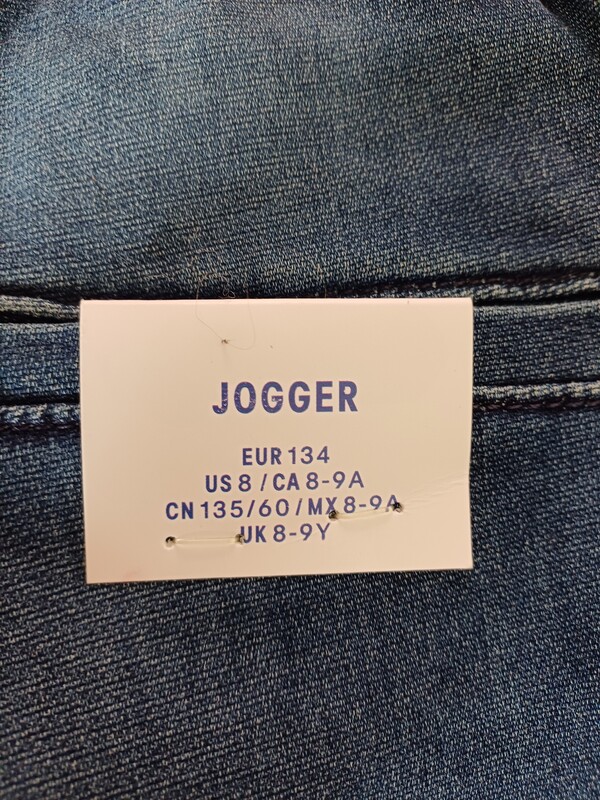 JOGGER
EUR 134
US 8 / CA 8-9A
CN 135/60 / MX 8-9A
UK 8-9Y